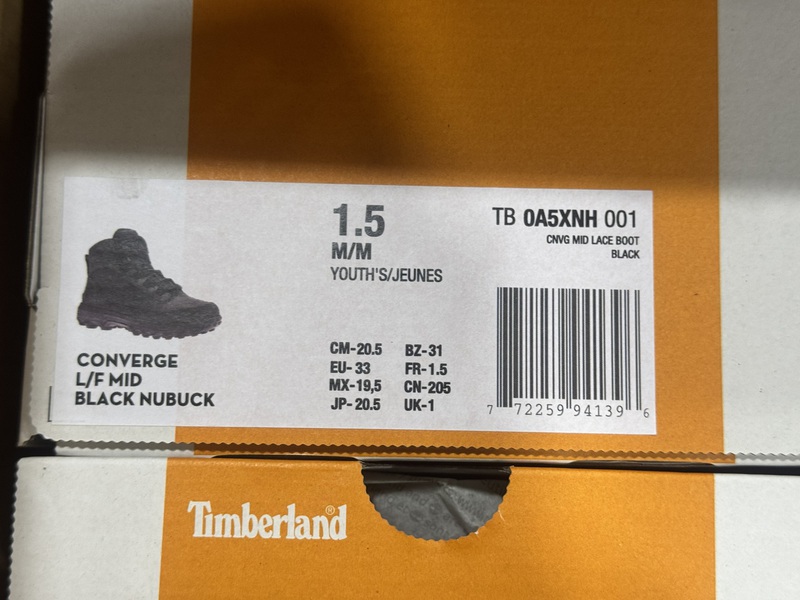 1.5
M/M
YOUTH'S/JEUNES
TB 0A5XNH 001
CNVG MID LACE BOOT
BLACK
CONVERGE
L/F MID
BLACK NUBUCK
CM-20.5 BZ-31
EU-33 FR-1.5
MX-19,5 CN-205
JP-20.5 UK-1
7 72259 94139 6
Timberland®